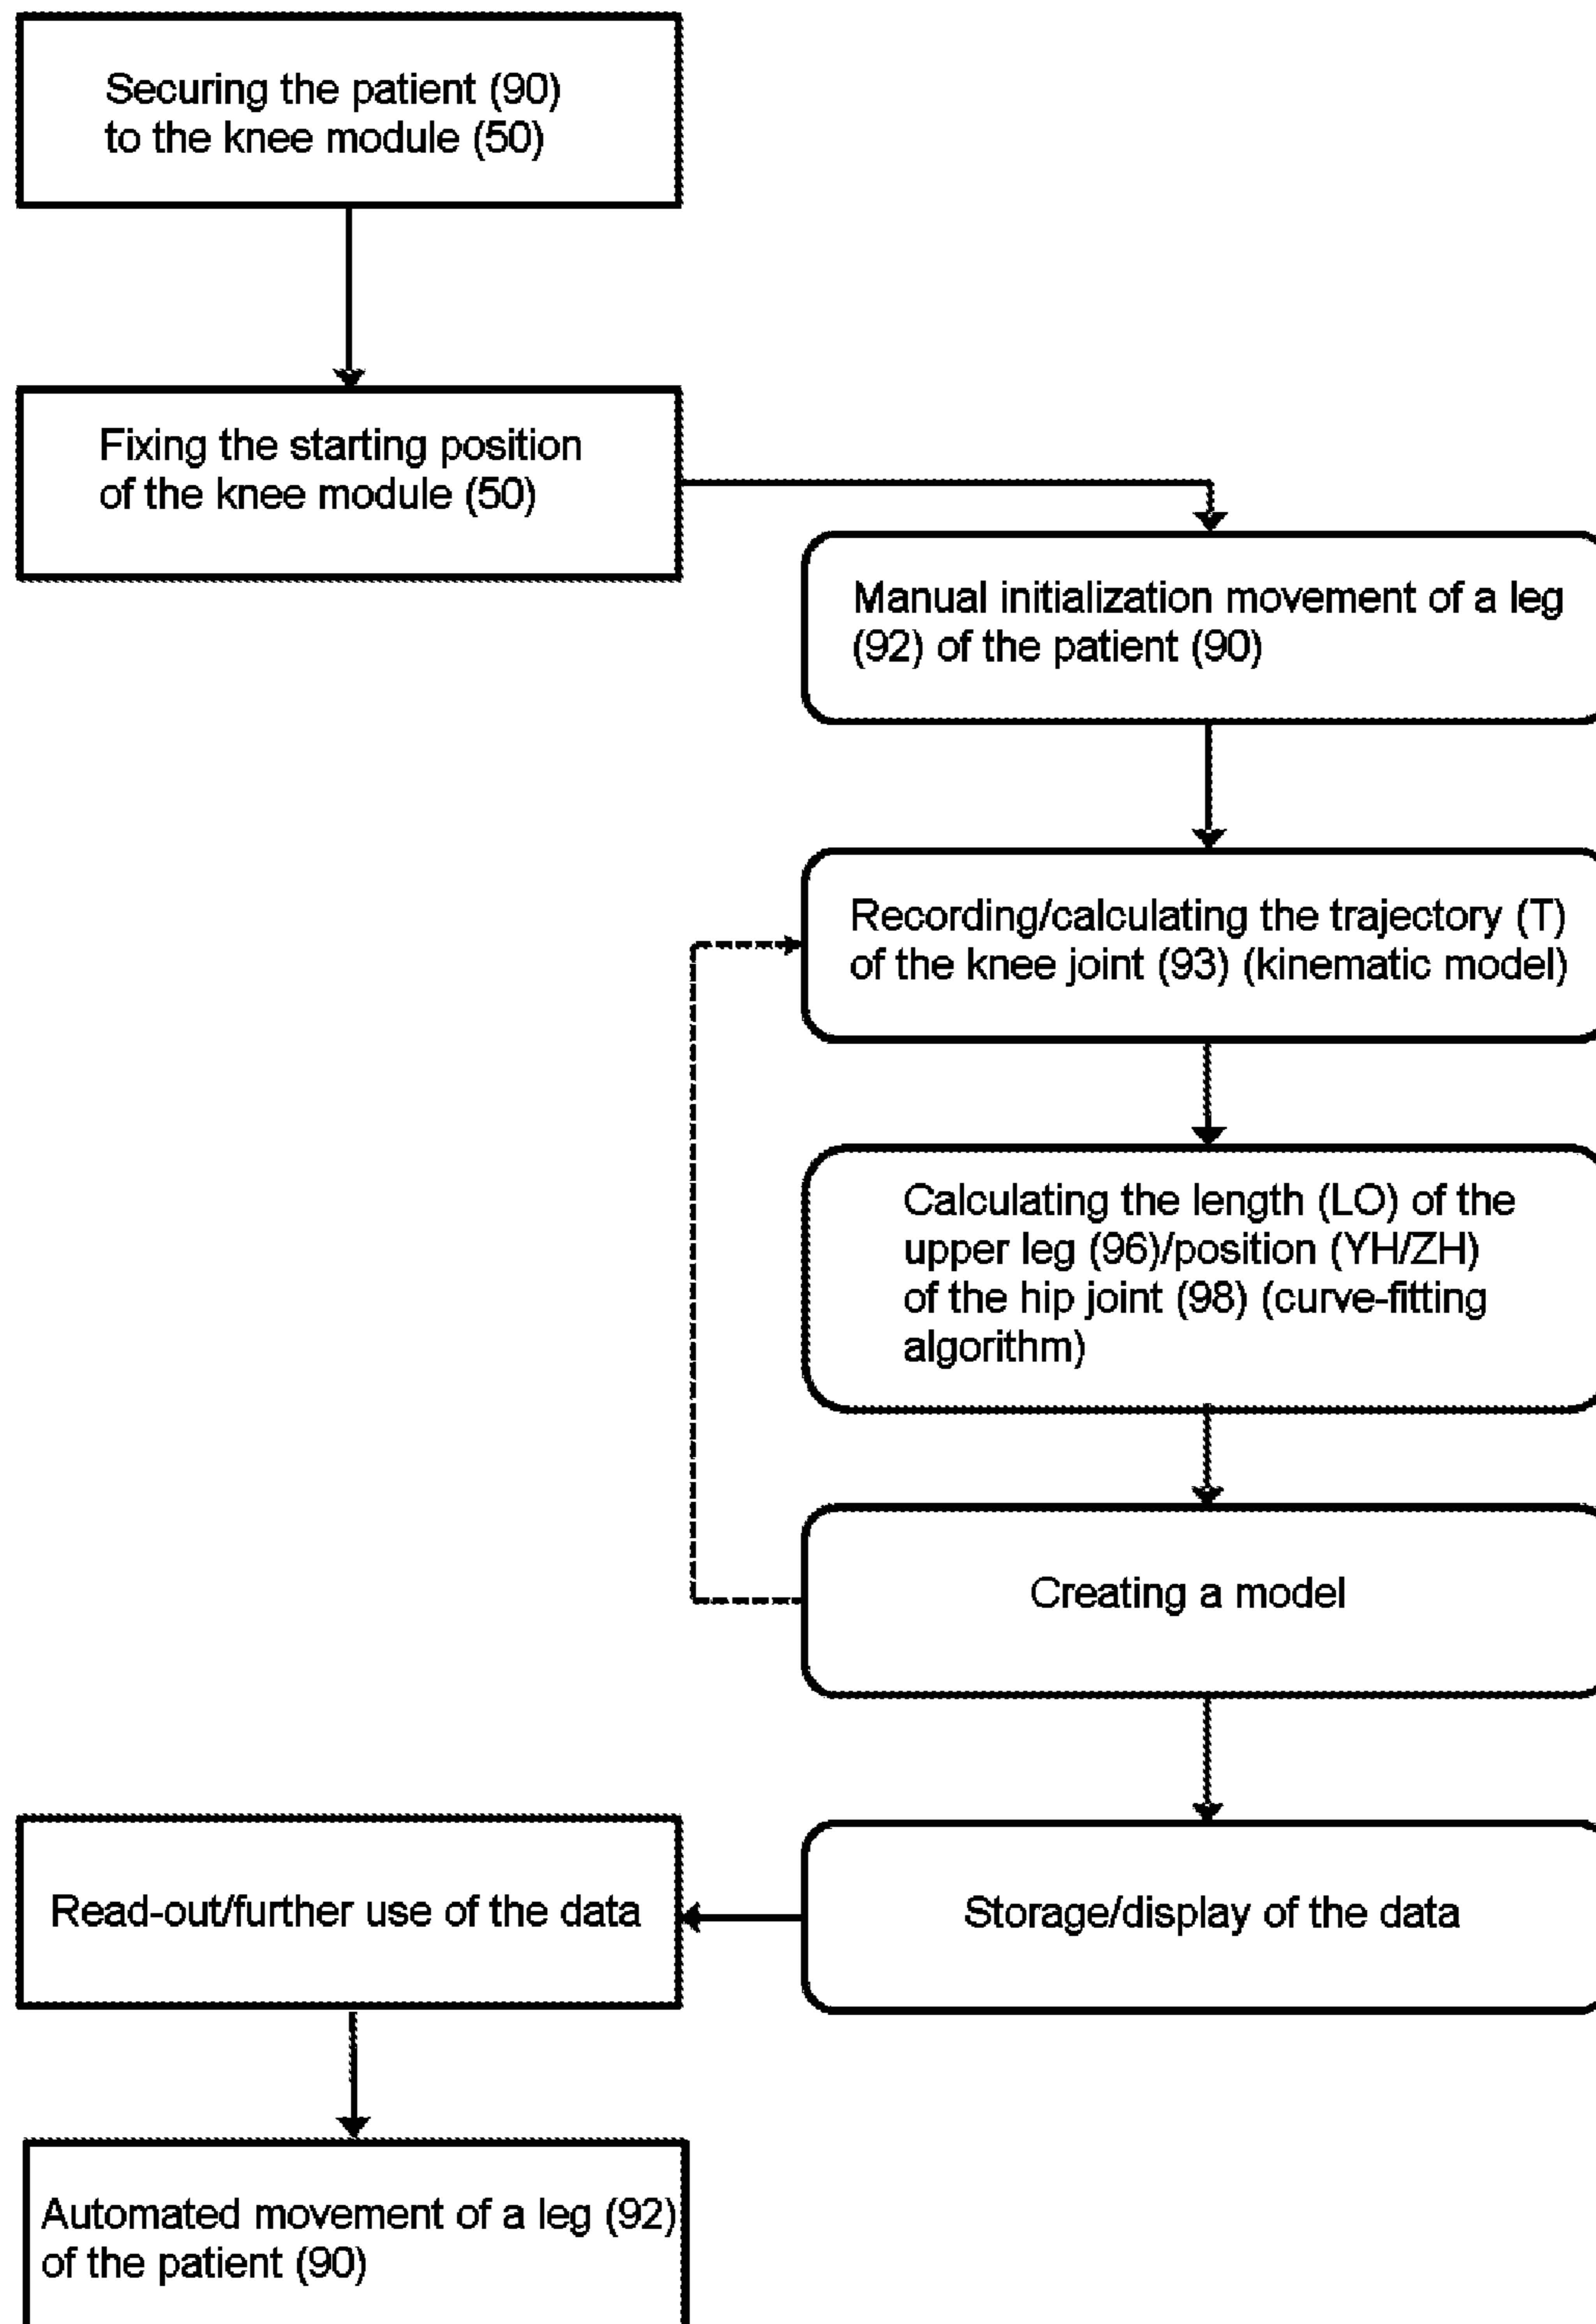 Securing the patient (90)
to the knee module (50)
Fixing the starting position
of the knee module (50)
Manual initialization movement of a leg
(92) of the patient (90)
Recording/calculating the trajectory (T)
of the knee joint (93) (kinematic model)
Calculating the length (LO) of the
upper leg (96)/position (YH/ZH)
of the hip joint (98) (curve-fitting
algorithm)
Creating a model
Storage/display of the data
Read-out/further use of the data
Automated movement of a leg (92)
of the patient (90)